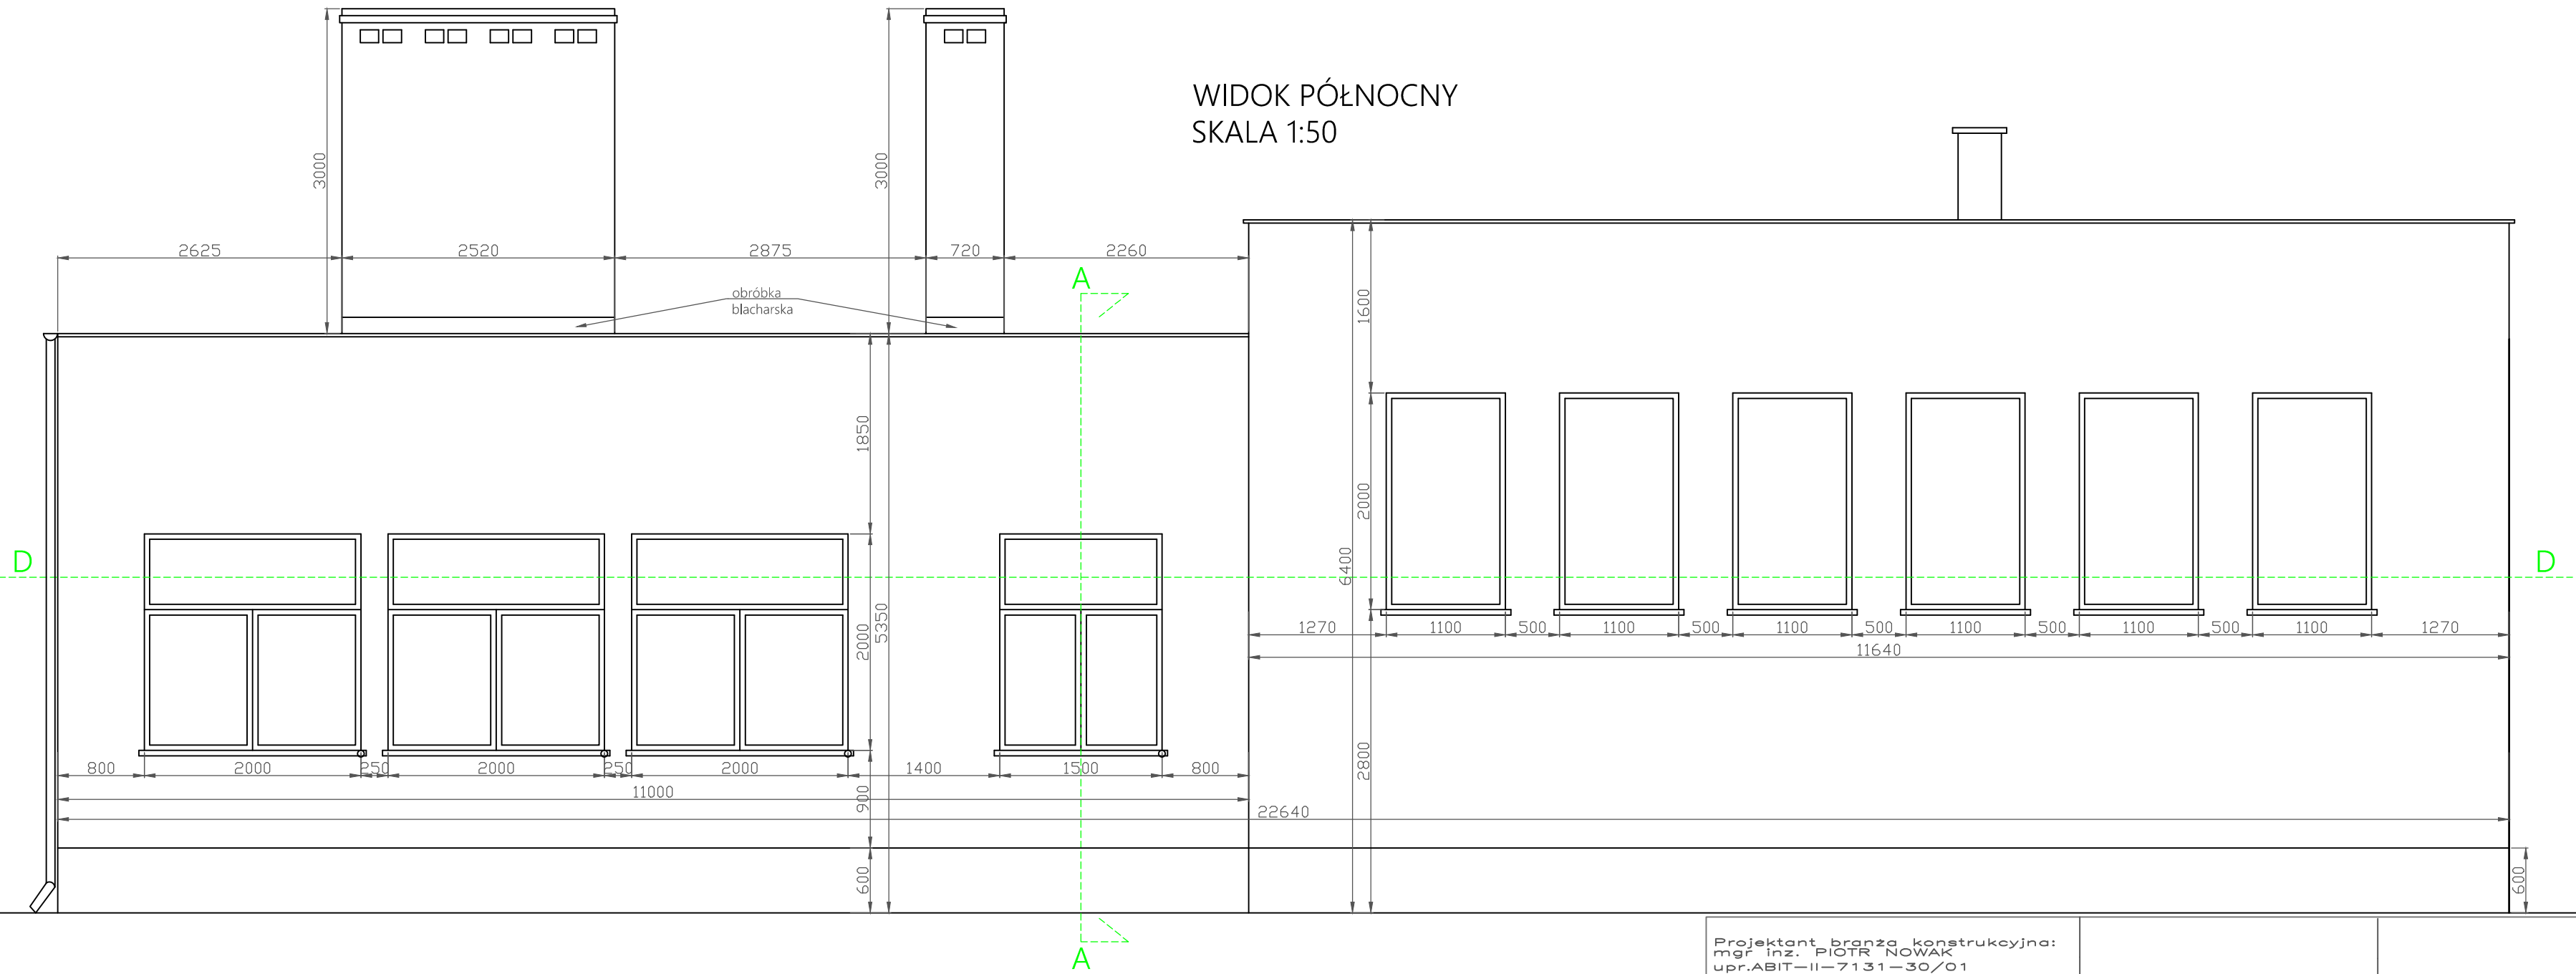 WIDOK PÓŁNOCNY
SKALA 1:50
3000
3000
2625 2520 2875 720 2260
A
obróbka
blacharska
1600
1850
2000
D D
6400
5350
2000
1270 1100 500 1100 500 1100 500 1100 500 1100 500 1100 1270
11640
2800
800 2000 250 2000 250 2000 1400 1500 800
11000
900
22640
600 600
A
Projektant branża konstrukcyjna:
mgr inż. PIOTR NOWAK
upr.ABIT-II-7131-30/01